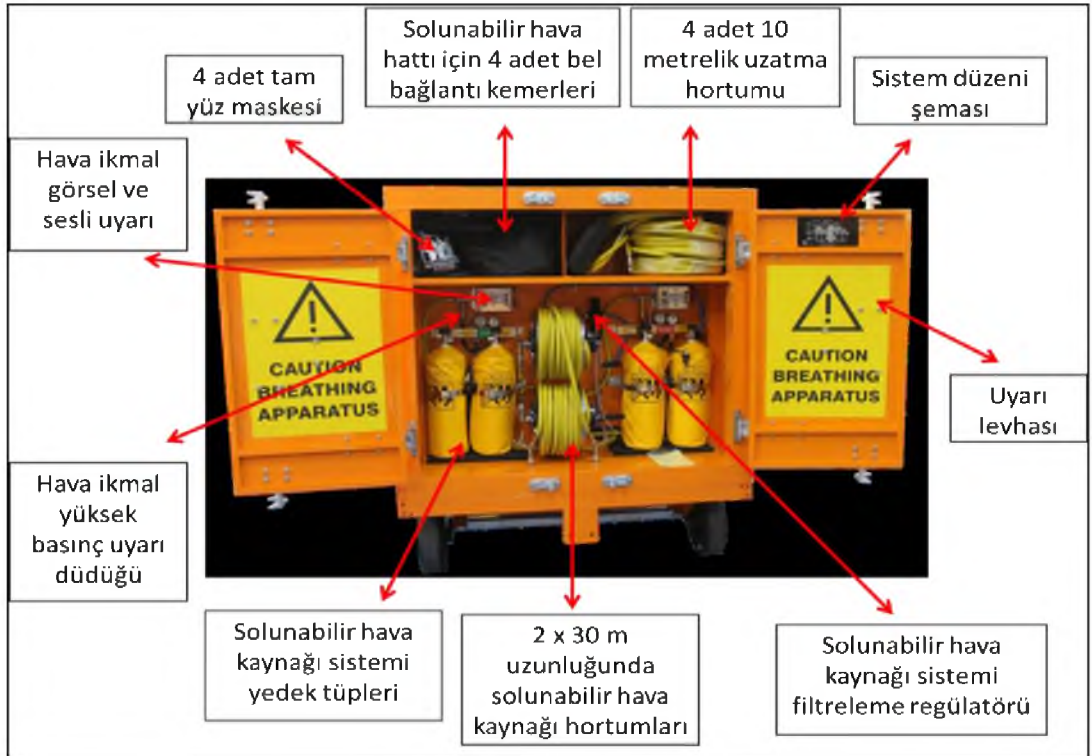 Solunabilir hava
hattı için 4 adet bel
bağlantı kemerleri
4 adet 10
metrelik uzatma
hortumu
4 adet tam
yüz maskesi
Sistem düzeni
şeması
Hava ikmal
görsel ve
sesli uyarı
CAUTION
BREATHING
APPARATUS
CAUTION
BREATHING
APPARATUS
Uyarı
levhası
Hava ikmal
yüksek
basınç uyarı
düdüğü
Solunabilir hava
kaynağı sistemi
yedek tüpleri
2 x 30 m
uzunluğunda
solunabilir hava
kaynağı hortumları
Solunabilir hava
kaynağı sistemi
filtreleme regülatörü